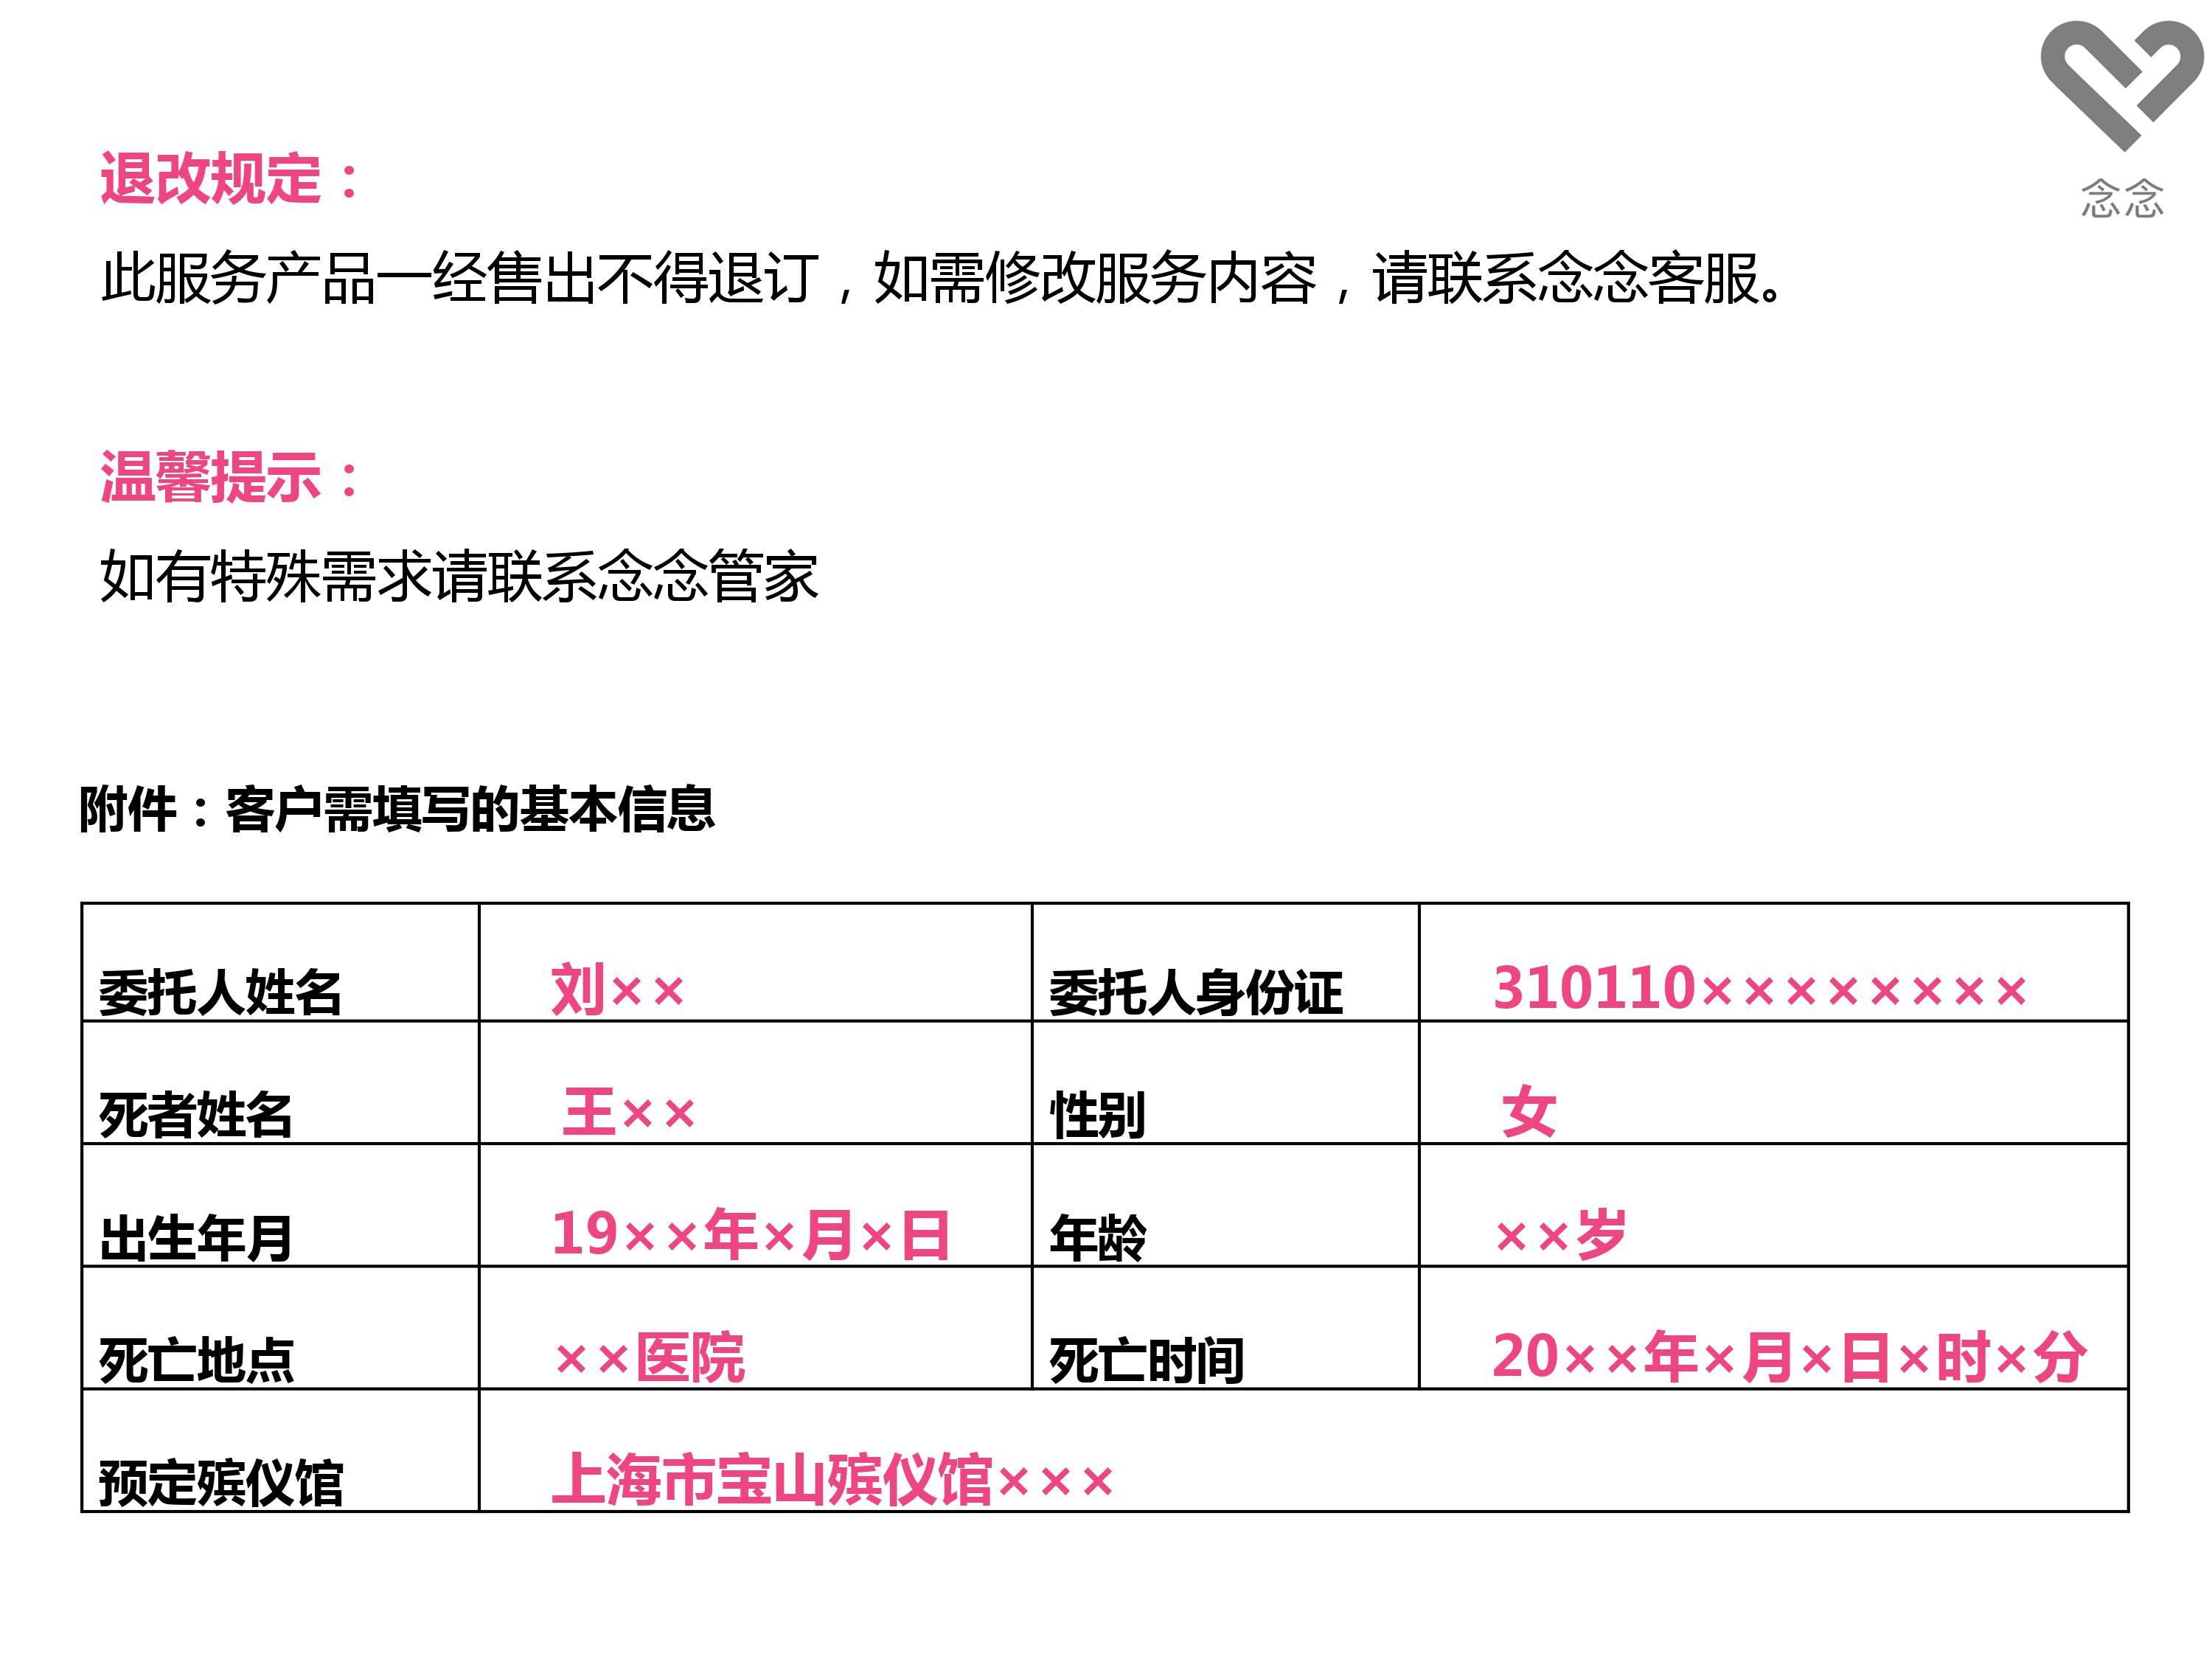 念念
退改规定：
此服务产品一经售出不得退订，如需修改服务内容，请联系念念客服。
温馨提示：
如有特殊需求请联系念念管家
附件：客户需填写的基本信息
委托人姓名 刘×× 委托人身份证 310110××××××××
死者姓名 王×× 性别 女
出生年月 19××年×月×日 年龄 ××岁
死亡地点 ××医院 死亡时间 20××年×月×日×时×分
预定殡仪馆 上海市宝山殡仪馆×××